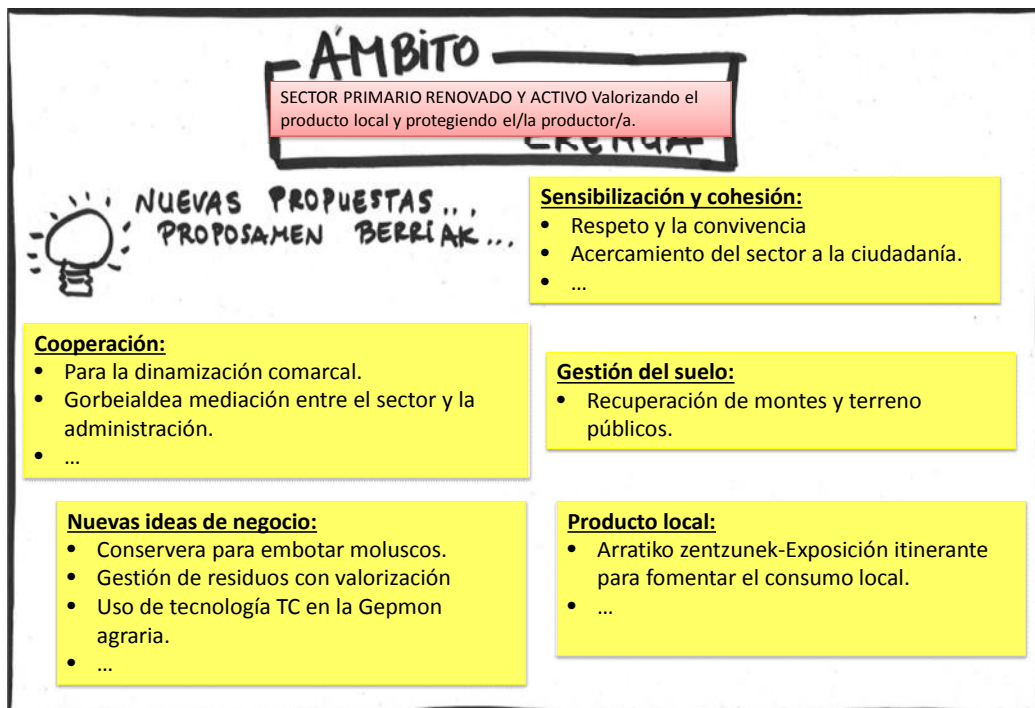 ÁMBITO
SECTOR PRIMARIO RENOVADO Y ACTIVO Valorizando el
producto local y protegiendo el/la productor/a.
NUEVAS PROPUESTAS...
PROPOSAMEN BERRIAK...
Sensibilización y cohesión:
• Respeto y la convivencia
• Acercamiento del sector a la ciudadanía.
• ...
Cooperación:
• Para la dinamización comarcal.
• Gorbeialdea mediación entre el sector y la
administración.
• ...
Gestión del suelo:
• Recuperación de montes y terreno
públicos.
Nuevas ideas de negocio:
• Conservera para embotar moluscos.
• Gestión de residuos con valorización
• Uso de tecnología TC en la Gepmon
agraria.
• ...
Producto local:
• Arratiko zentzunek-Exposición itinerante
para fomentar el consumo local.
• ...